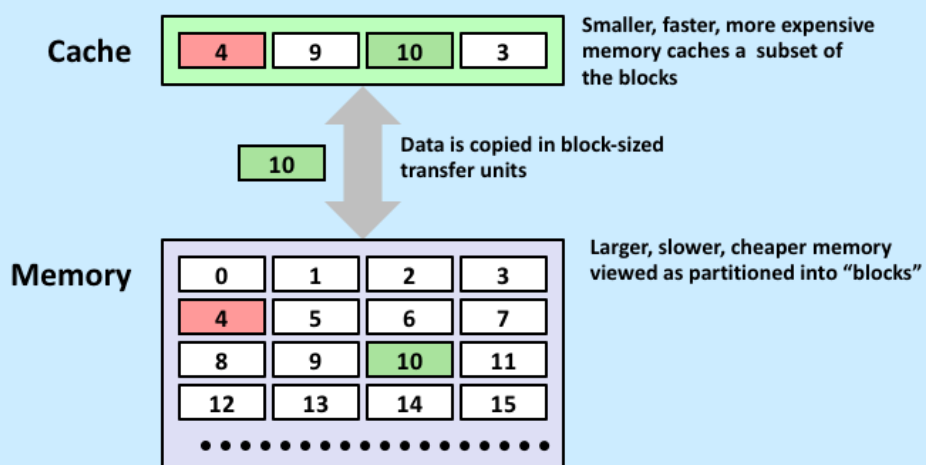 Cache
4 9 10 3
Smaller, faster, more expensive
memory caches a subset of
the blocks
10
Data is copied in block-sized
transfer units
Memory
0 1 2 3
4 5 6 7
8 9 10 11
12 13 14 15
Larger, slower, cheaper memory
viewed as partitioned into “blocks”